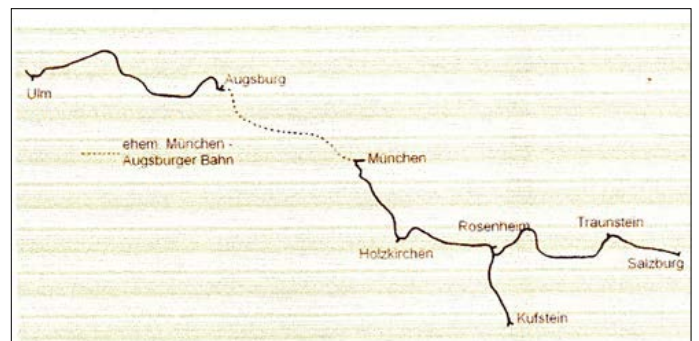 Augsburg
Ulm
ehem. München -
Augsburger Bahn
München
Rosenheim
Traunstein
Holzkirchen
Salzburg
Kufstein